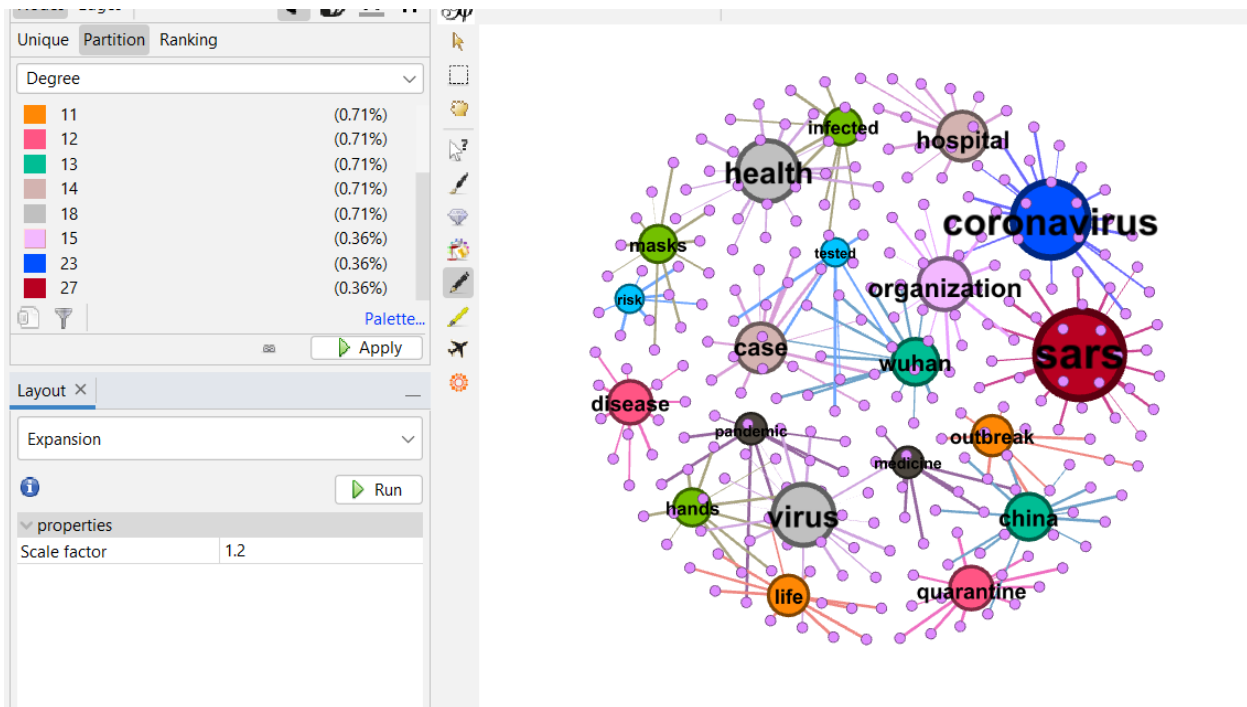 Unique Partition Ranking
Degree
11 (0.71%)
12 (0.71%)
13 (0.71%)
14 (0.71%)
18 (0.71%)
15 (0.36%)
23 (0.36%)
27 (0.36%)
Palette...
Apply
Layout
Expansion
Run
properties
Scale factor 1.2
infected
hospital
health
coronavirus
masks
tested
organization
risk
case
sars
wuhan
disease
pandemic
outbreak
medicine
hands
virus
china
life
quarantine